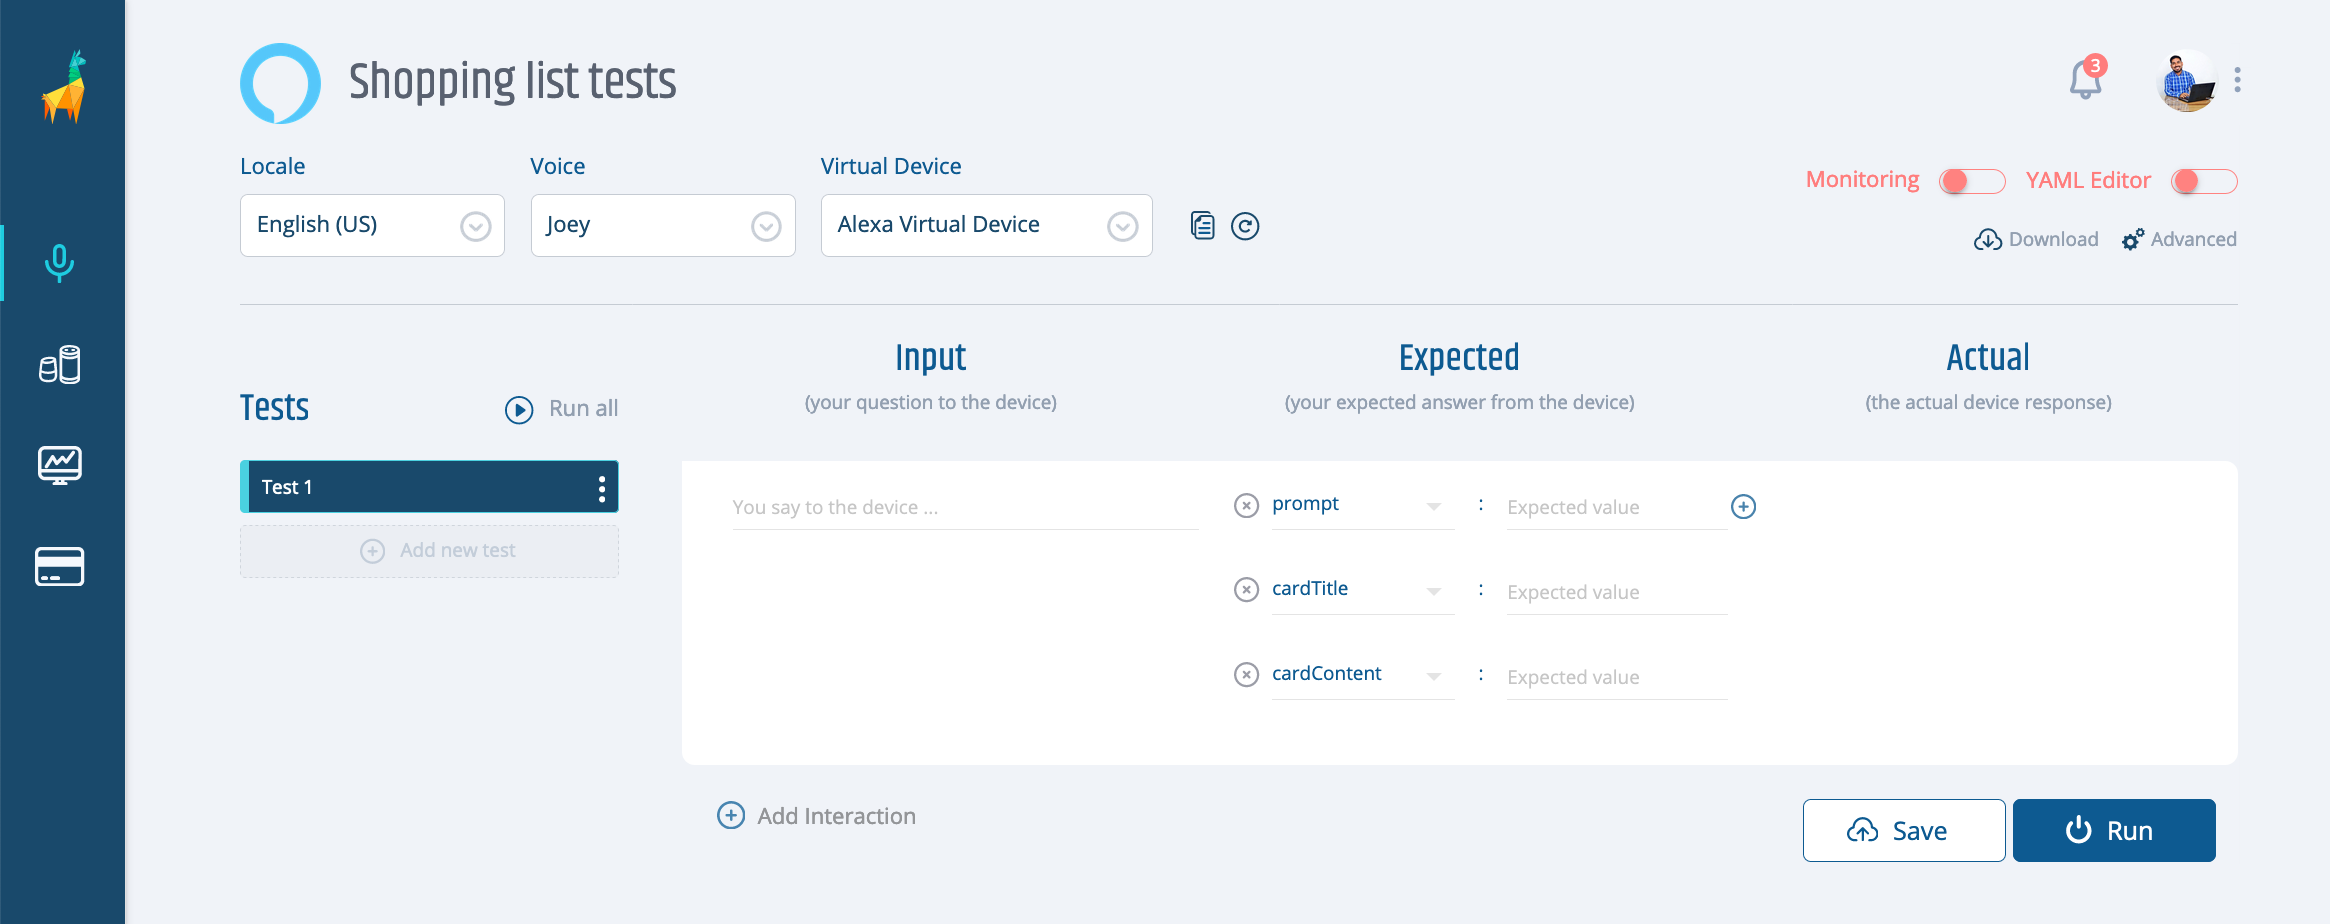 Shopping list tests
3
Locale
Voice
Virtual Device
English (US)
Joey
Alexa Virtual Device
Monitoring
YAML Editor
Download
Advanced
Tests
Run all
Input
(your question to the device)
Expected
(your expected answer from the device)
Actual
(the actual device response)
Test 1
Add new test
You say to the device ...
prompt : Expected value
cardTitle : Expected value
cardContent : Expected value
Add Interaction
Save
Run